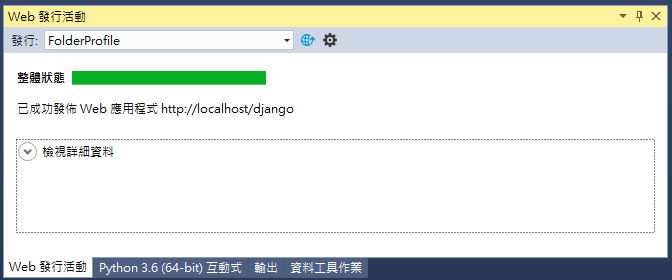 Web 發行活動
發行: FolderProfile
整體狀態
已成功發佈 Web 應用程式 http://localhost/django
檢視詳細資料
Web 發行活動 Python 3.6 (64-bit) 互動式 輸出 資料工具作業